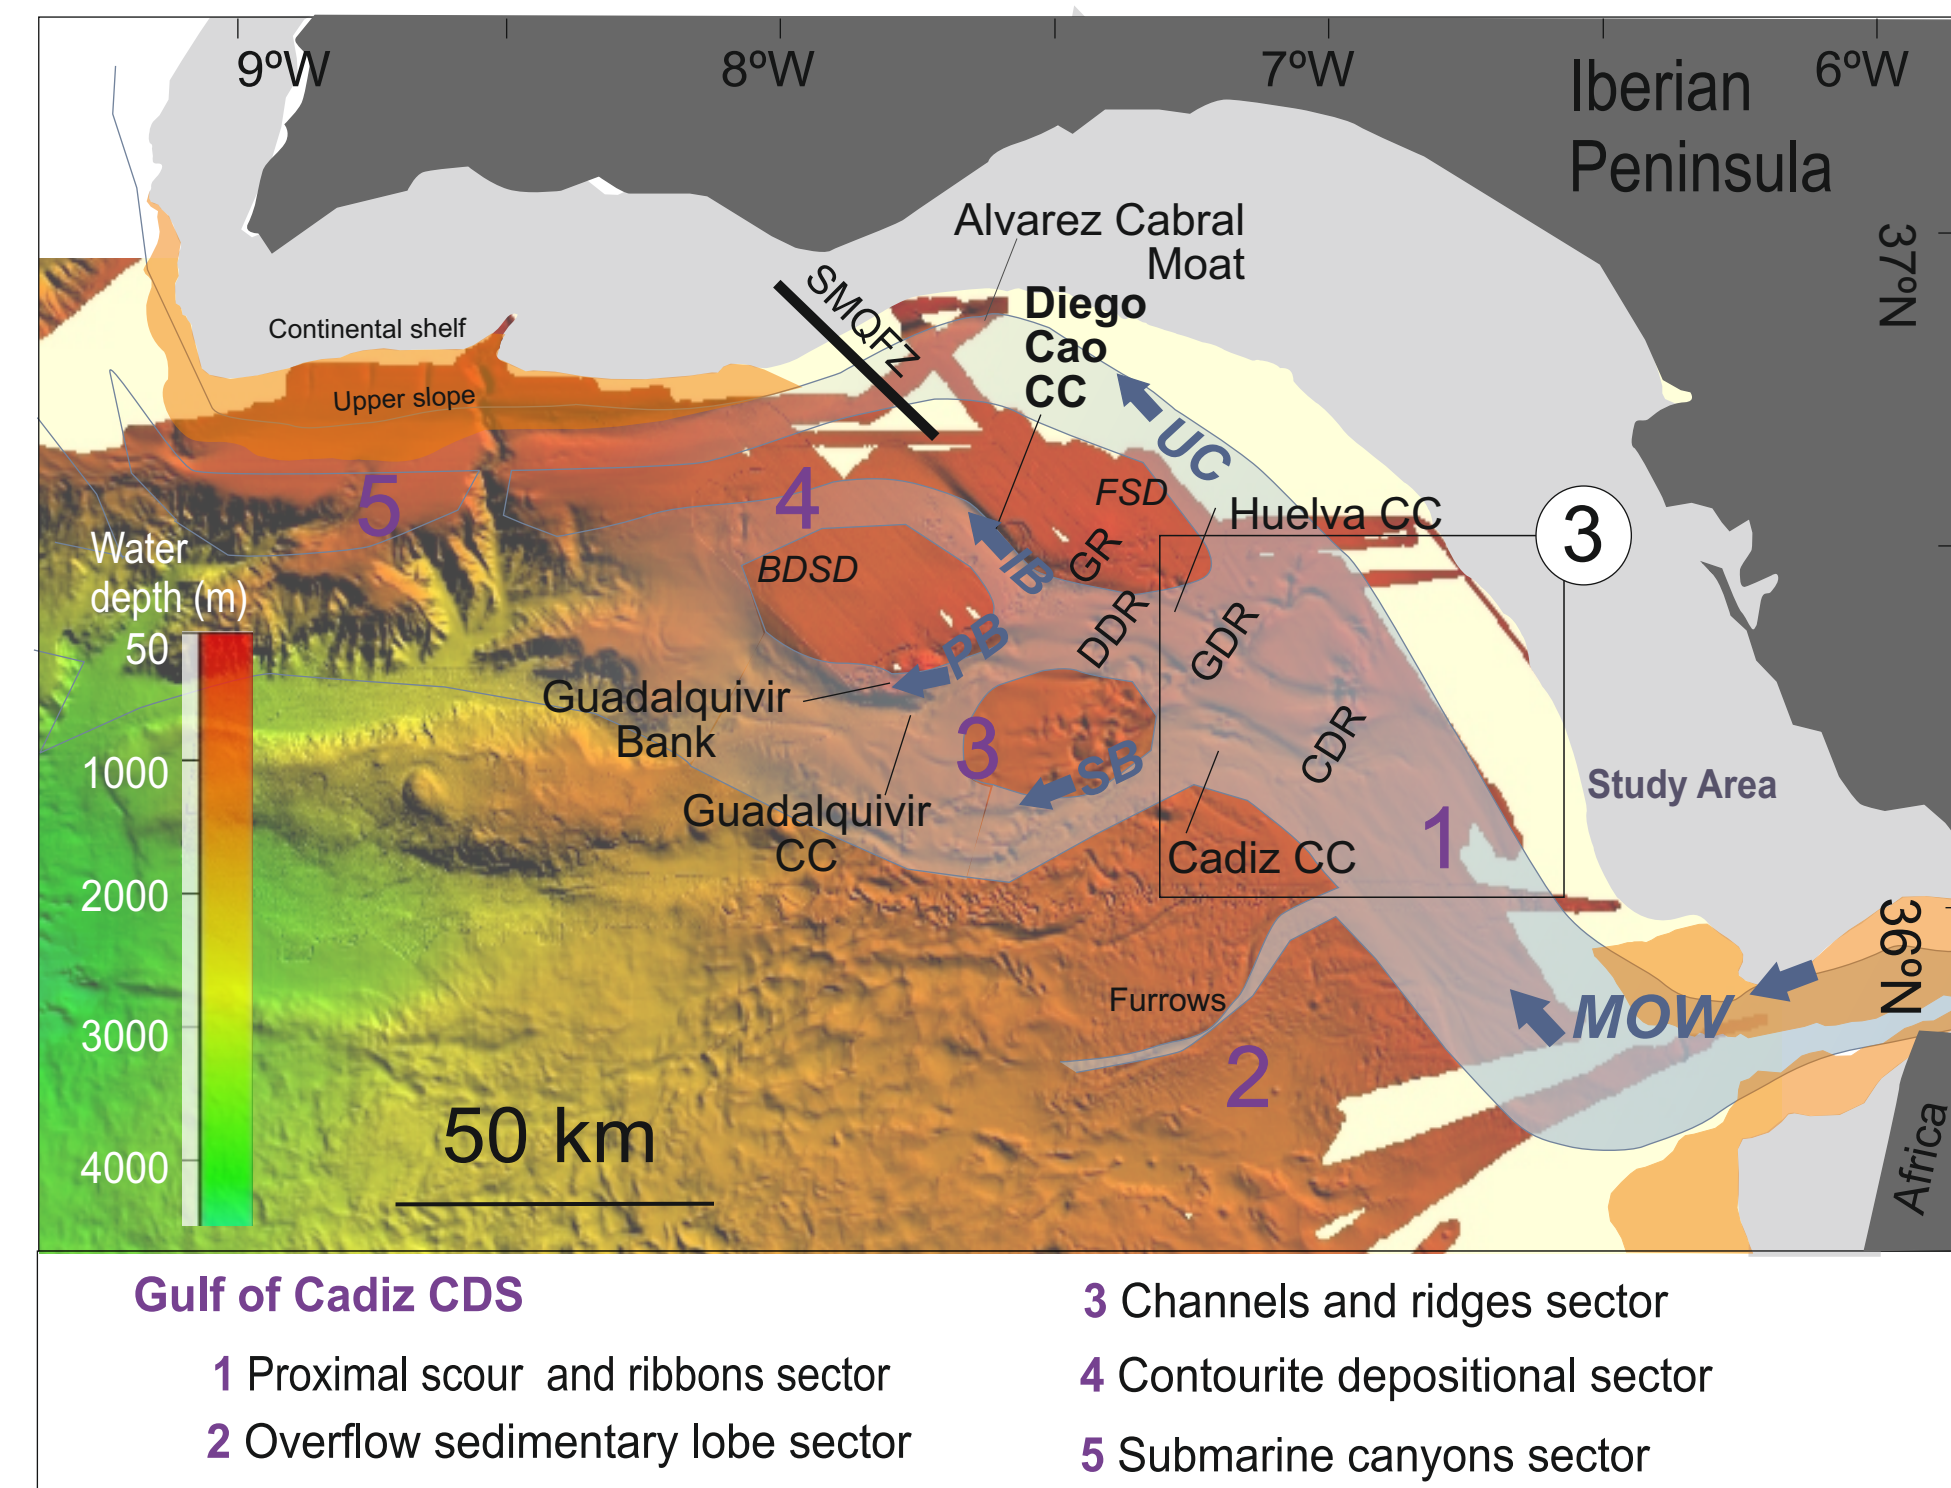 9ºW
8ºW
7ºW
6ºW
Iberian
Peninsula
37ºN
Alvarez Cabral
Moat
SMQFZ
Diego
Cao
CC
Continental shelf
Upper slope
UC
5
4
FSD
Huelva CC
3
Water
depth (m)
BDSD
IB
GR
DDR
GDR
PB
50
Guadalquivir
Bank
3
SB
CDR
1000
Guadalquivir
CC
Study Area
1
Cadiz CC
2000
36ºN
Furrows
MOW
3000
2
50 km
4000
Africa
Gulf of Cadiz CDS
1 Proximal scour and ribbons sector
2 Overflow sedimentary lobe sector
3 Channels and ridges sector
4 Contourite depositional sector
5 Submarine canyons sector